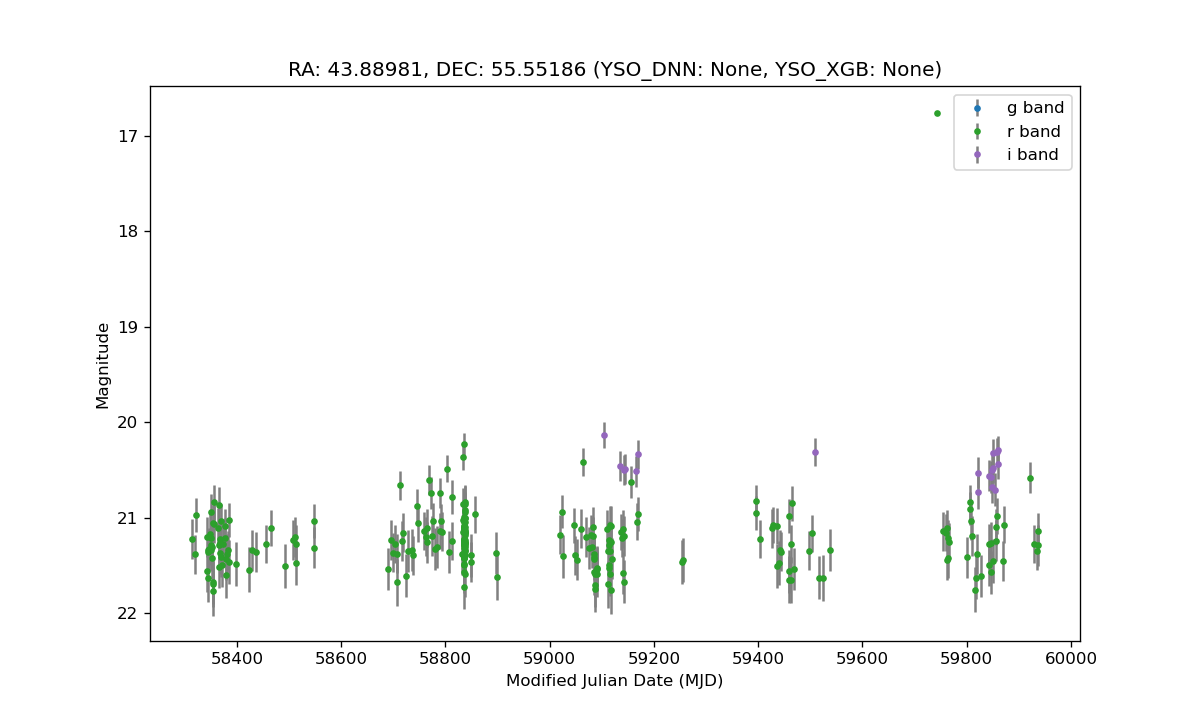 RA: 43.88981, DEC: 55.55186 (YSO_DNN: None, YSO_XGB: None)
g band
r band
i band
17
18
19
20
21
22
Magnitude
58400 58600 58800 59000 59200 59400 59600 59800 60000
Modified Julian Date (MJD)